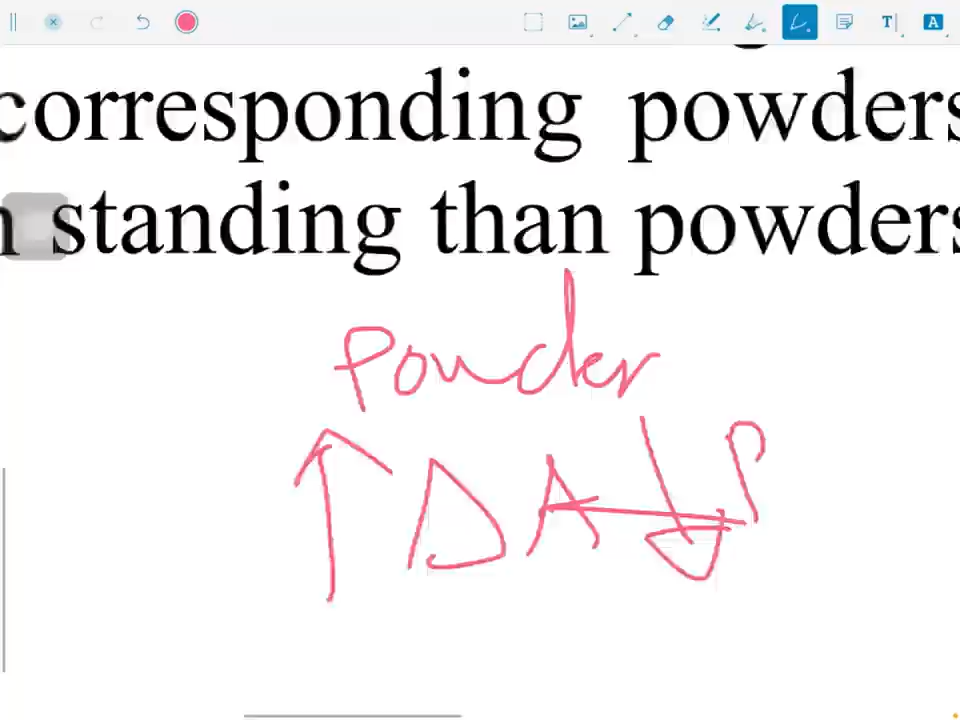 corresponding powders
standing than powders
powder
↑ DA ↓ P